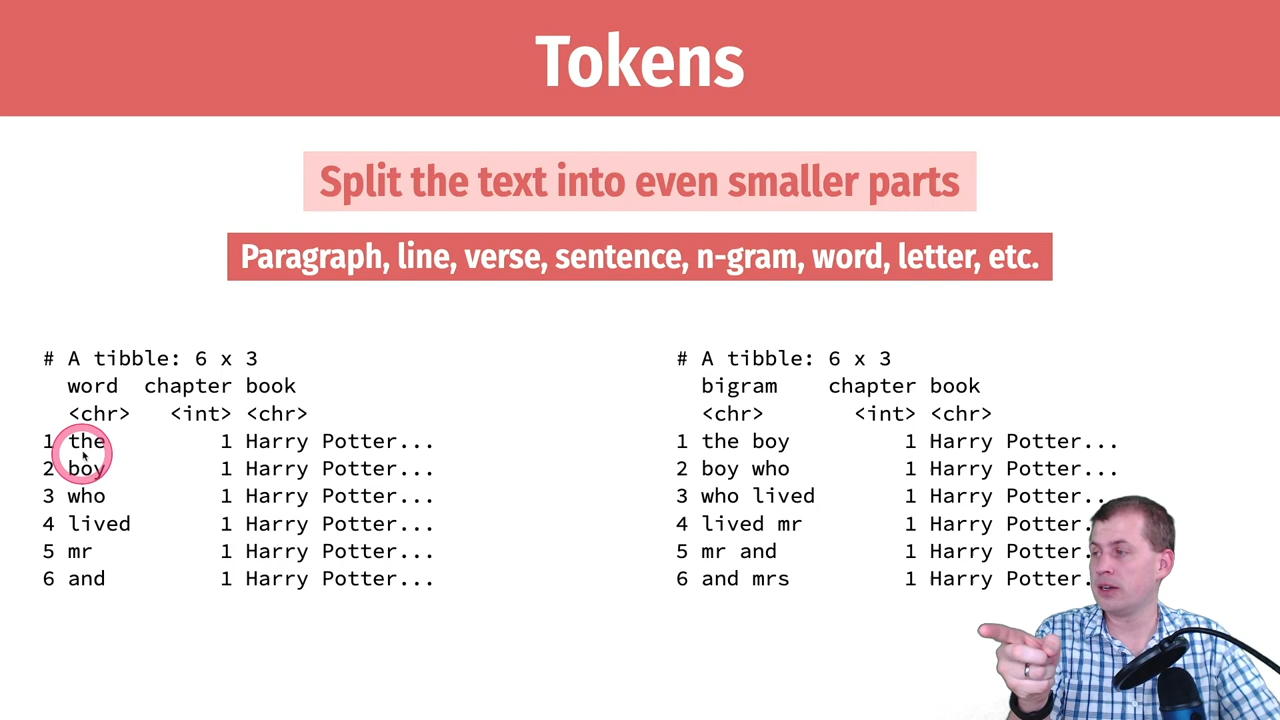 Tokens
Split the text into even smaller parts
Paragraph, line, verse, sentence, n-gram, word, letter, etc.
# A tibble: 6 x 3
word chapter book
<chr> <int> <chr>
1 the 1 Harry Potter...
2 boy 1 Harry Potter...
3 who 1 Harry Potter...
4 lived 1 Harry Potter...
5 mr 1 Harry Potter...
6 and 1 Harry Potter...
# A tibble: 6 x 3
bigram chapter book
<chr> <int> <chr>
1 the boy 1 Harry Potter...
2 boy who 1 Harry Potter...
3 who lived 1 Harry Potter...
4 lived mr 1 Harry Potter.
5 mr and 1 Harry Potter.
6 and mrs 1 Harry Potter.